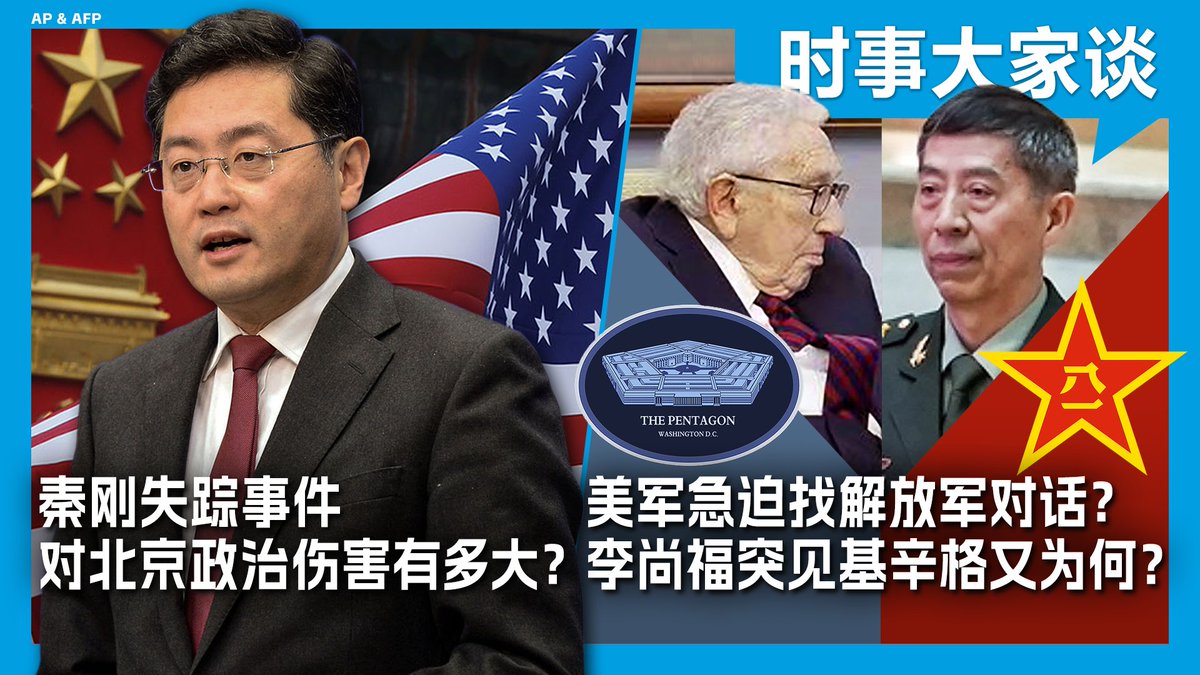 AP & AFP
时事大家谈
秦刚失踪事件
对北京政治伤害有多大?
THE PENTAGON
WASHINGTON D.C.
八一
美军急迫找解放军对话?
李尚福突见基辛格又为何?